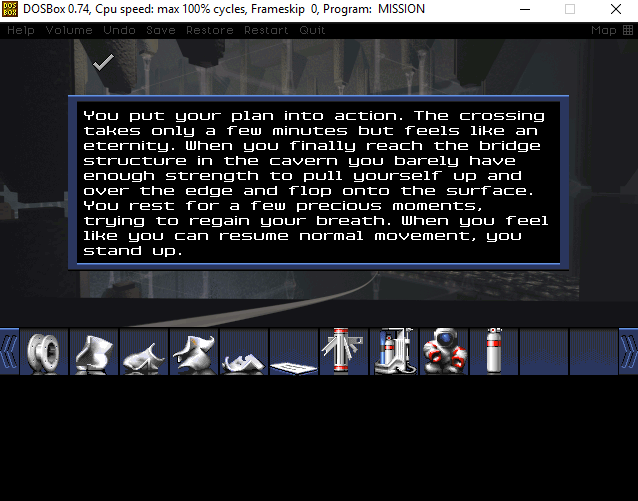 DOSBox 0.74, Cpu speed: max 100% cycles, Frameskip 0, Program: MISSION
Help Volume Undo Save Restore Restart Quit Map
You put your plan into action. The crossing
takes only a few minutes but feels like an
eternity. When you finally reach the bridge
structure in the cavern you barely have
enough strength to pull yourself up and
over the edge and flop onto the surface.
You rest for a few precious moments,
trying to regain your breath. When you feel
like you can resume normal movement, you
stand up.